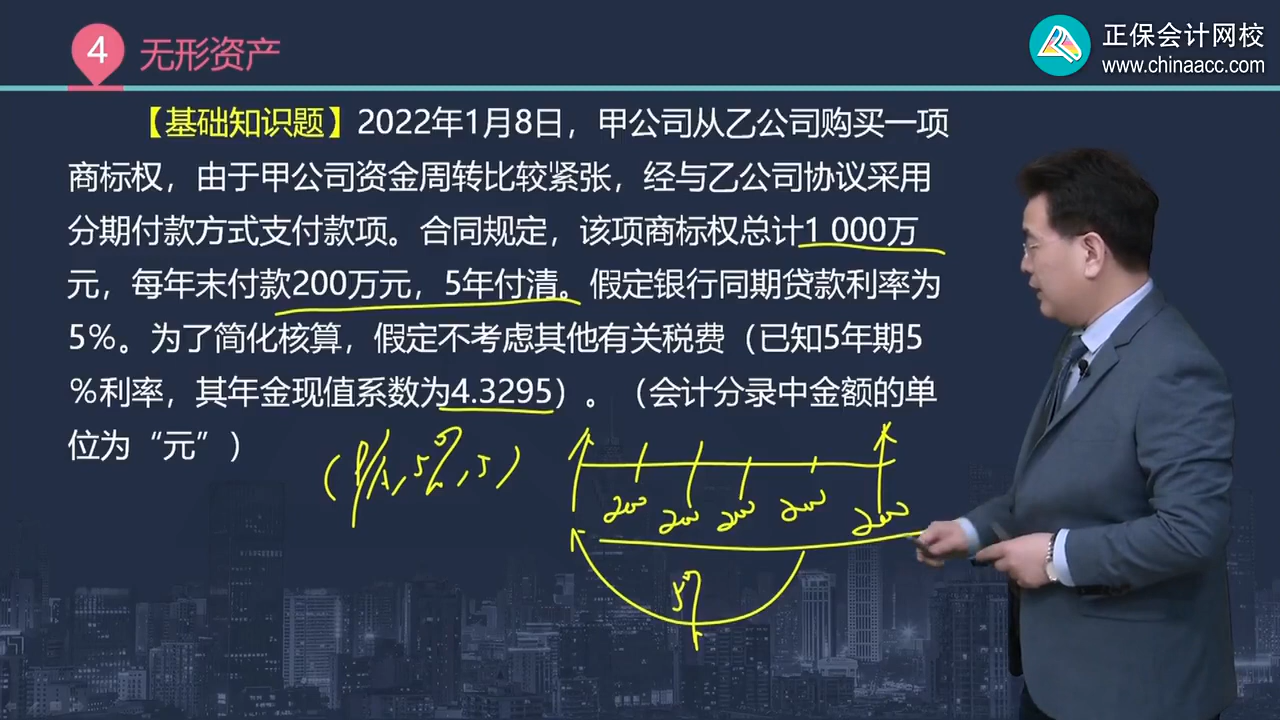 4 无形资产
正保会计网校
www.chinaacc.com
【基础知识题】2022年1月8日，甲公司从乙公司购买一项
商标权，由于甲公司资金周转比较紧张，经与乙公司协议采用
分期付款方式支付款项。合同规定，该项商标权总计1 000万
元，每年末付款200万元，5年付清。假定银行同期贷款利率为
5%。为了简化核算，假定不考虑其他有关税费（已知5年期5
%利率，其年金现值系数为4.3295）。（会计分录中金额的单
位为“元”）
(P/A,5%,5)
200 200 200 200 200
5%